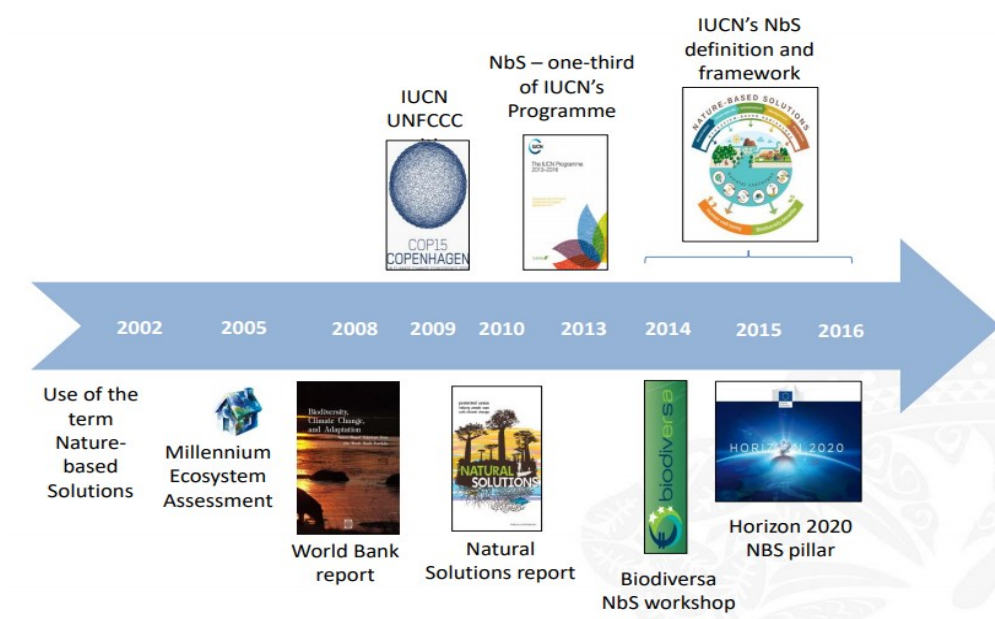 IUCN's NbS
definition and
framework
NbS – one-third
of IUCN's
Programme
IUCN
UNFCCC
NATURE-BASED SOLUTIONS
IUCN
The IUCN Programme
2013–2016
COP15
COPENHAGEN
2002
2005
2008
2009
2010
2013
2014
2015
2016
Use of the
term
Nature-
based
Solutions
Millennium
Ecosystem
Assessment
Biodiversity,
Climate Change,
and Adaptation
World Bank
report
NATURAL
SOLUTIONS
Natural
Solutions report
biodiversa
Biodiversa
NbS workshop
HORIZON 2020
Horizon 2020
NBS pillar